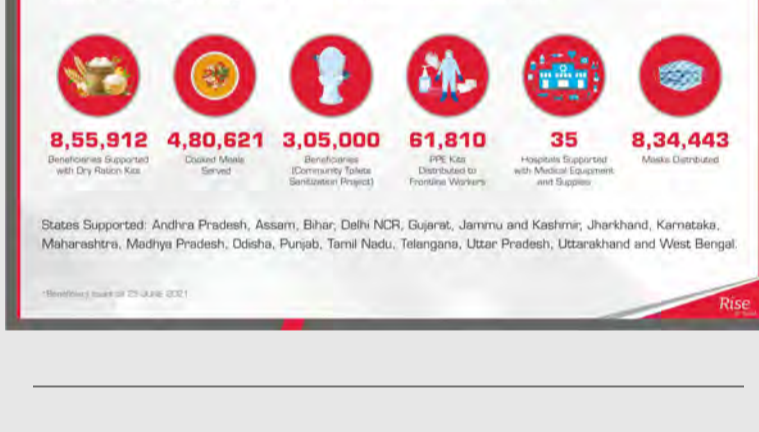 8,55,912
Beneficiaries Supported
with Dry Ration Kits
4,80,621
Cooked Meals
Served
3,05,000
Beneficiaries
(Community Toilets
Sanitization Project)
61,810
PPE Kits
Distributed to
Frontline Workers
35
Hospitals Supported
with Medical Equipment
and Supplies
8,34,443
Masks Distributed
States Supported: Andhra Pradesh, Assam, Bihar, Delhi NCR, Gujarat, Jammu and Kashmir, Jharkhand, Karnataka,
Maharashtra, Madhya Pradesh, Odisha, Punjab, Tamil Nadu, Telangana, Uttar Pradesh, Uttarakhand and West Bengal.
JUNE 2021
Rise